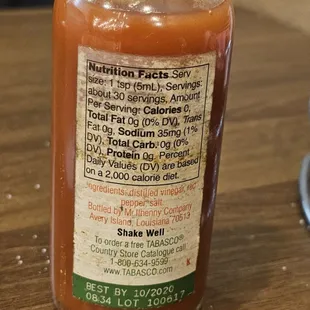 Nutrition Facts Serv
size: 1 tsp (5mL), Servings:
about 30 servings, Amount
Per Serving: Calories 0,
Total Fat 0g (0% DV), Trans
Fat 0g, Sodium 35mg (1%
DV), Total Carb. 0g (0%
DV), Protein 0g. Percent
Daily Values (DV) are based
on a 2,000 calorie diet.
Ingredients: distilled vinegar, red
pepper, salt
Bottled by McIlhenny Company
Avery Island, Louisiana 70513
Shake Well
To order a free TABASCO®
Country Store Catalogue call
1-800-634-9599
www.TABASCO.com
K
BEST BY 10/2020
0834 LOT 100617